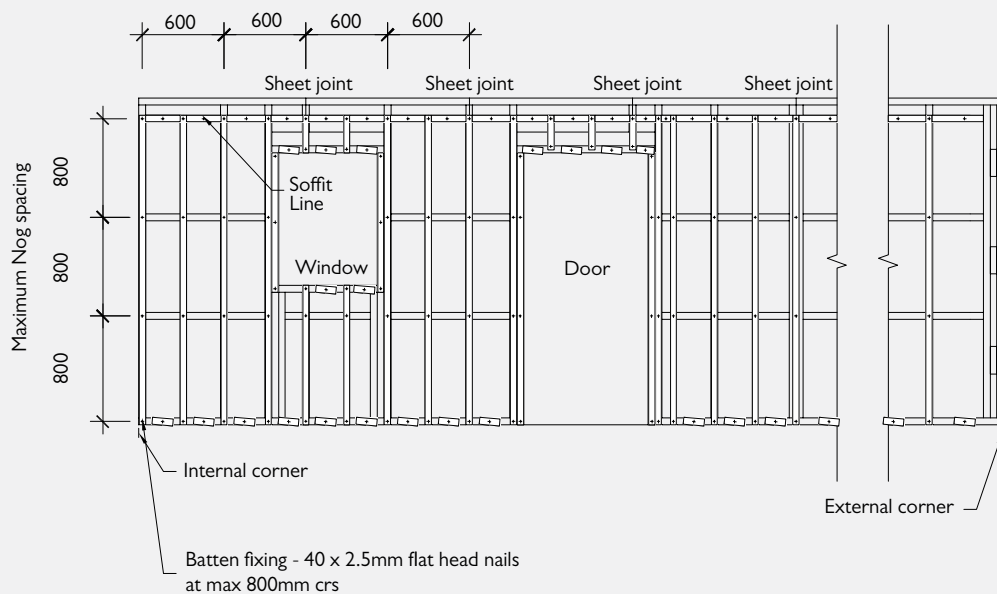 600
600
600
600
Sheet joint
Sheet joint
Sheet joint
Sheet joint
Maximum Nog spacing
800
800
800
Soffit
Line
Window
Door
Internal corner
External corner
Batten fixing - 40 x 2.5mm flat head nails
at max 800mm crs